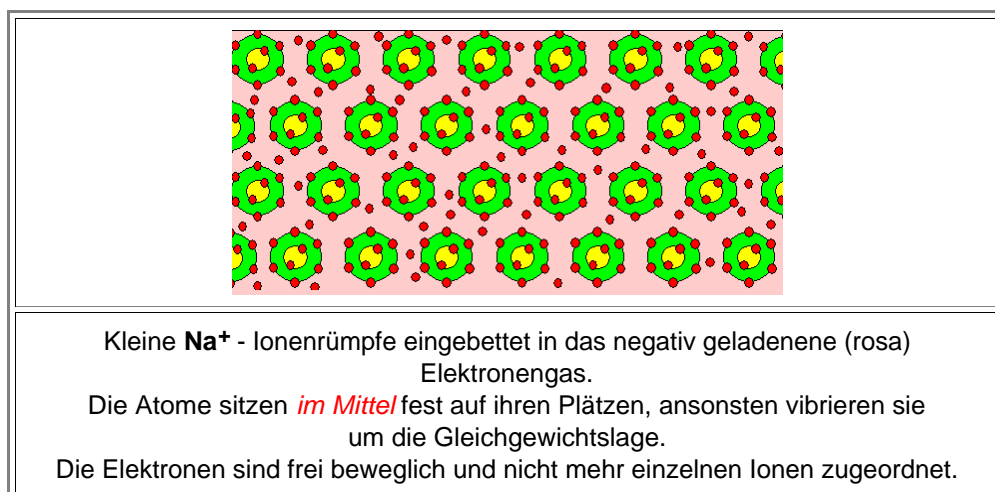 Kleine Na+ - Ionenrümpfe eingebettet in das negativ geladenene (rosa)
Elektronengas.
Die Atome sitzen im Mittel fest auf ihren Plätzen, ansonsten vibrieren sie
um die Gleichgewichtslage.
Die Elektronen sind frei beweglich und nicht mehr einzelnen Ionen zugeordnet.